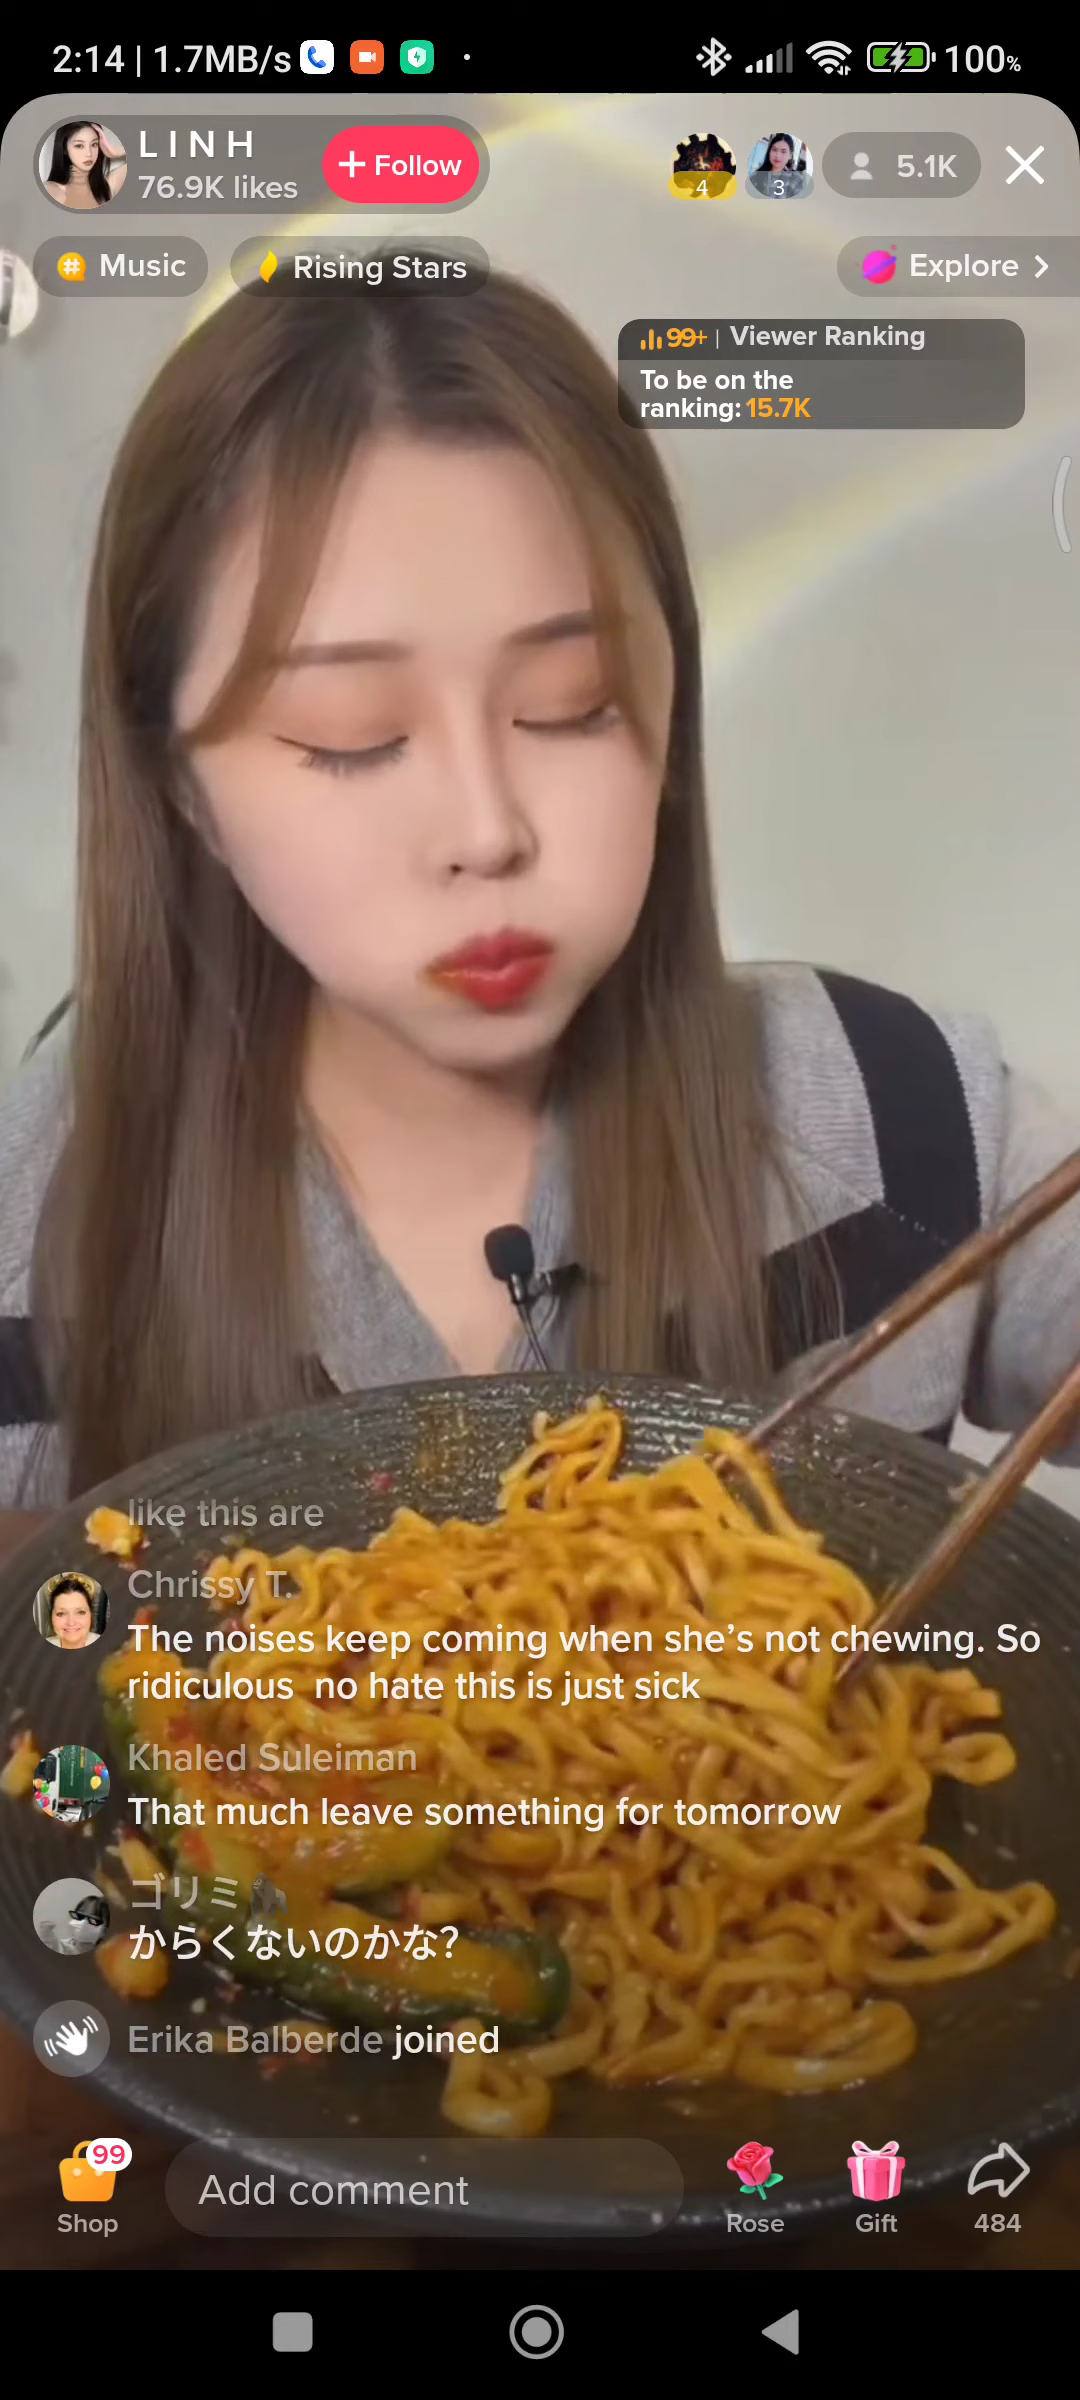 2:14 | 1.7MB/s
100%
L I N H
76.9K likes
+ Follow
4
3
5.1K
Music
Rising Stars
Explore
99+ | Viewer Ranking
To be on the
ranking: 15.7K
like this are
Chrissy T.
The noises keep coming when she's not chewing. So
ridiculous  no hate this is just sick
Khaled Suleiman
That much leave something for tomorrow
ゴリミ🦍
からくないのかな?
Erika Balberde joined
99
Shop
Add comment
Rose
Gift
484